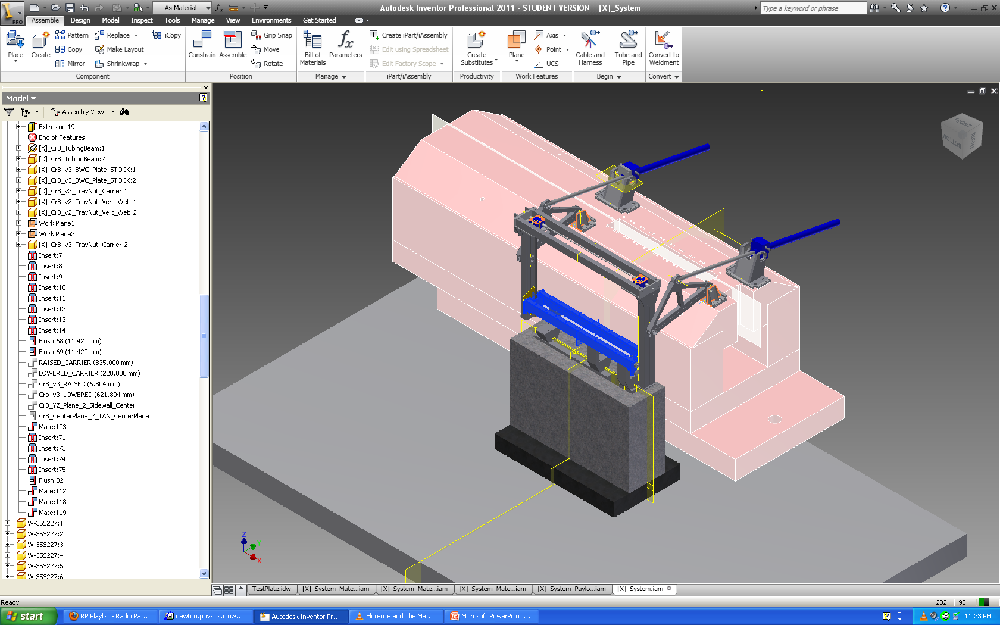 Autodesk Inventor Professional 2011 - STUDENT VERSION [X]_System
As Material
Type a keyword or phrase
PRO
Assemble Design Model Inspect Tools Manage View Environments Get Started
Place
Create
Pattern
Copy
Mirror
Replace
Make Layout
Shrinkwrap
iCopy
Component
Constrain
Assemble
Grip Snap
Move
Rotate
Position
Bill of
Materials
Parameters
Manage
Create iPart/iAssembly
Edit using Spreadsheet
Edit Factory Scope
iPart/iAssembly
Create
Substitutes
Productivity
Plane
Axis
Point
UCS
Work Features
Cable and
Harness
Tube and
Pipe
Begin
Convert to
Weldment
Convert
Model
Assembly View
Extrusion 19
End of Features
[X]_CrB_TubingBeam:1
[X]_CrB_TubingBeam:2
[X]_CrB_v3_BWC_Plate_STOCK:1
[X]_CrB_v3_BWC_Plate_STOCK:2
[X]_CrB_v3_TravNut_Carrier:1
[X]_CrB_v2_TravNut_Vert_Web:1
[X]_CrB_v2_TravNut_Vert_Web:2
Work Plane1
Work Plane2
[X]_CrB_v3_TravNut_Carrier:2
Insert:7
Insert:8
Insert:9
Insert:10
Insert:11
Insert:12
Insert:13
Insert:14
Flush:68 (11.420 mm)
Flush:69 (11.420 mm)
RAISED_CARRIER (835.000 mm)
LOWERED_CARRIER (220.000 mm)
CrB_v3_RAISED (6.804 mm)
Crb_v3_LOWERED (621.804 mm)
CrB_YZ_Plane_2_Sidewall_Center
CrB_CenterPlane_2_TAN_CenterPlane
Mate:103
Insert:71
Insert:73
Insert:74
Insert:75
Flush:82
Mate:112
Mate:118
Mate:119
W-355227:1
W-355227:2
W-355227:3
W-355227:4
W-355227:5
W-355227:6
FRONT
RIGHT
BOTTOM
Z
X
TestPlate.idw
[X]_System_Mate...iam
[X]_System_Mate...iam
[X]_System_Mate...iam
[X]_System_Paylo...iam
[X]_System.iam
Ready
232 93
start
RP Playlist - Radio Pa...
newton.physics.uiow...
Autodesk Inventor Pr...
Florence and The Ma...
Microsoft PowerPoint ...
11:33 PM